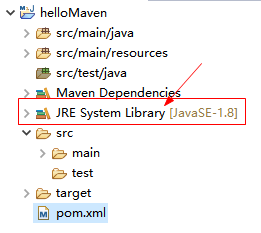 helloMaven
src/main/java
src/main/resources
src/test/java
Maven Dependencies
JRE System Library [JavaSE-1.8]
src
main
test
target
pom.xml